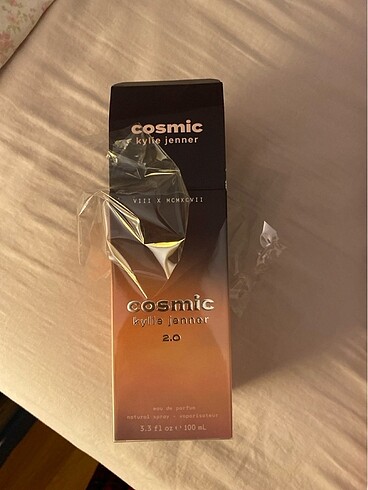 cosmic
kylie jenner
VIII X MCMXCVII
cosmic
kylie jenner
2.0
eau de parfum
natural spray - vaporisateur
3.3 fl oz ℮ 100 mL